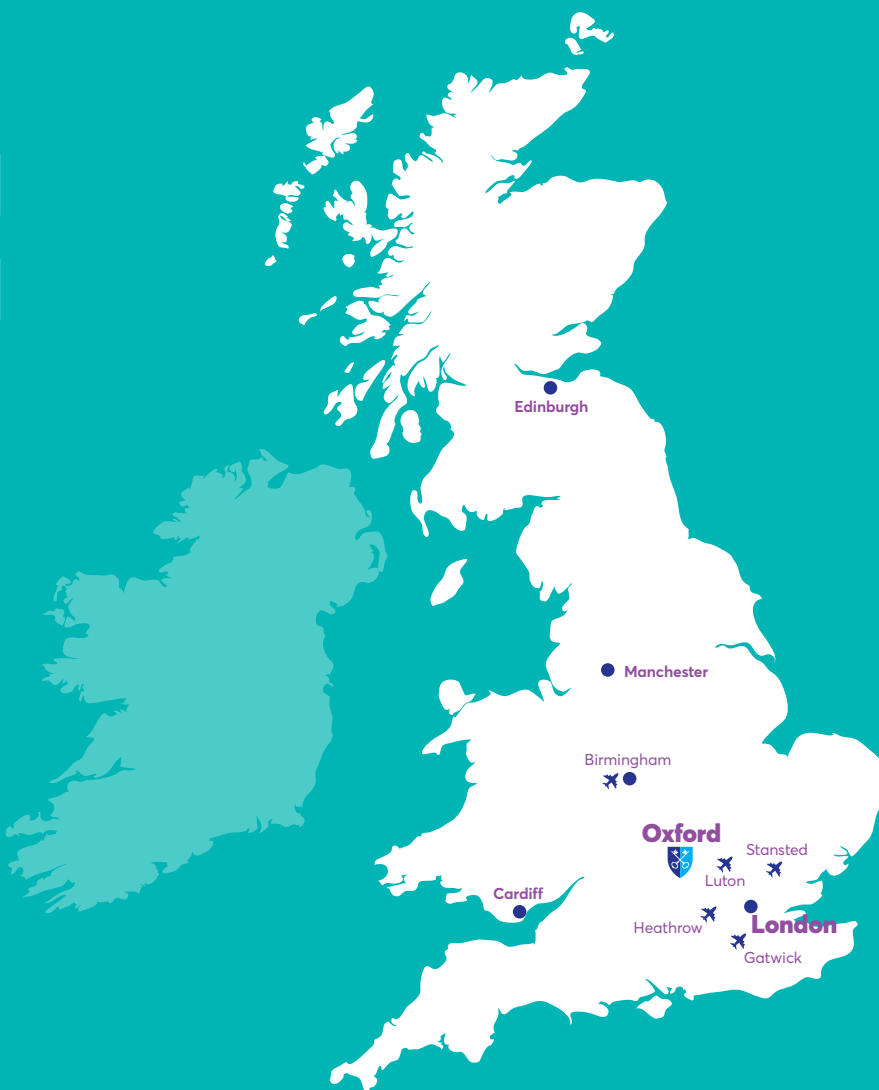 Edinburgh
Manchester
Birmingham
Oxford
Stansted
Luton
Cardiff
London
Heathrow
Gatwick